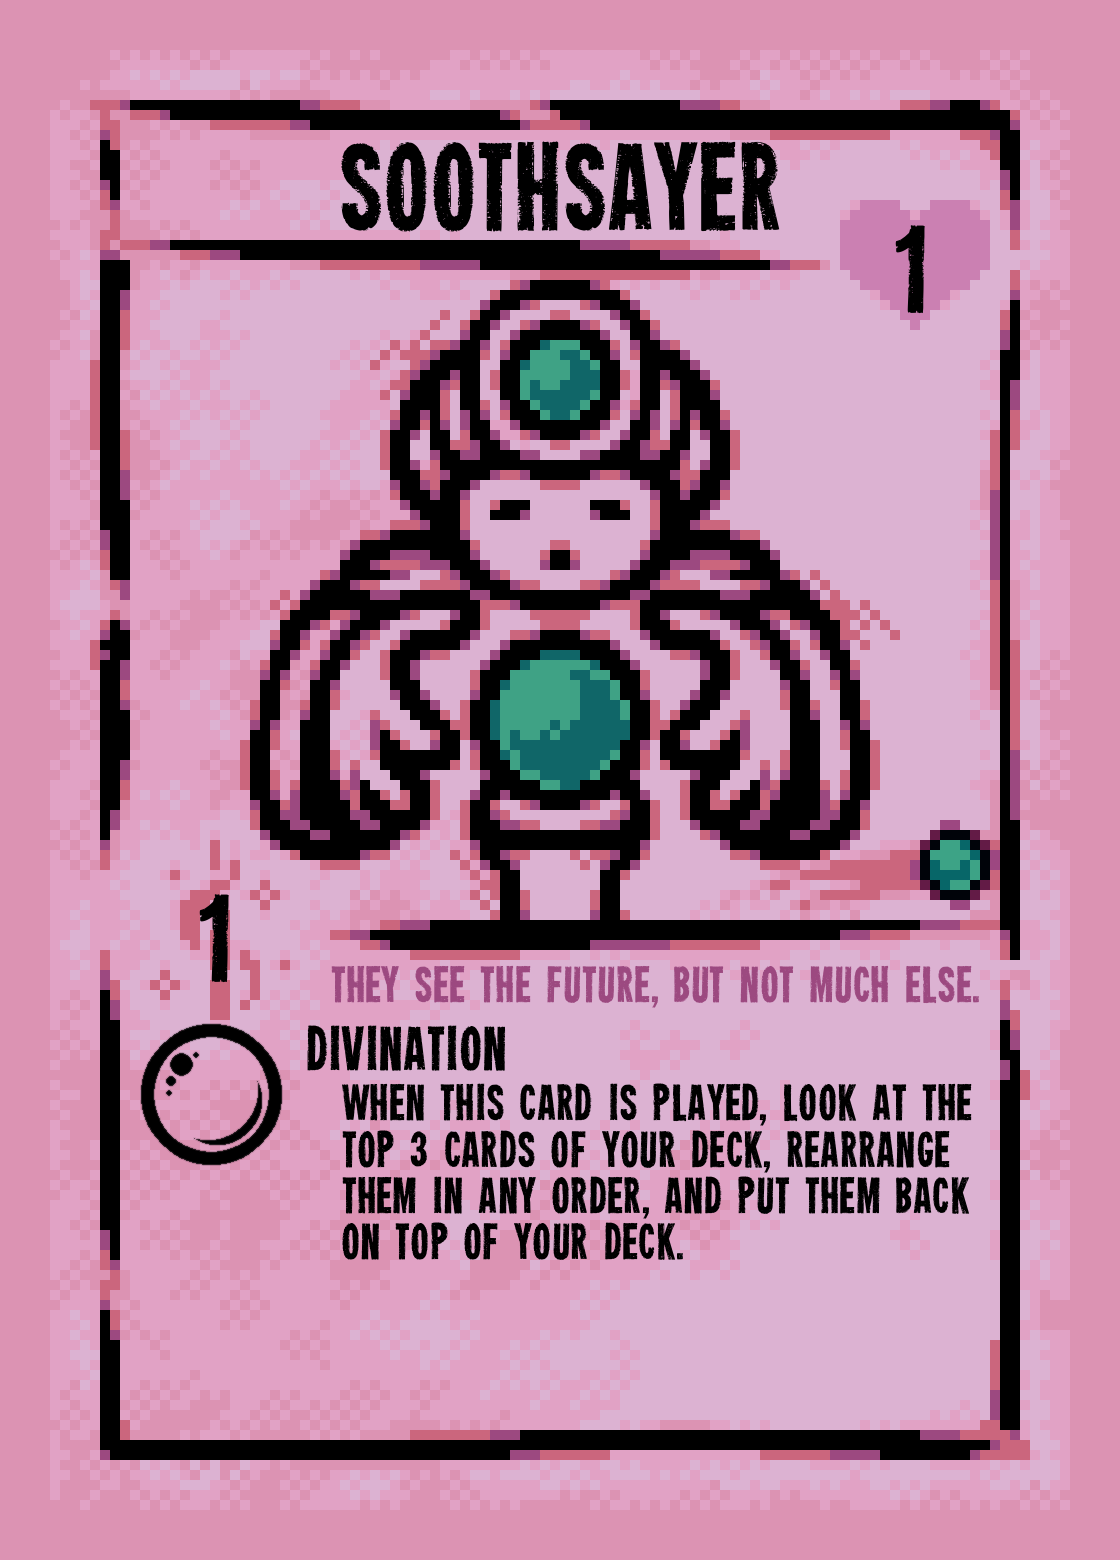 SOOTHSAYER
1
1
THEY SEE THE FUTURE, BUT NOT MUCH ELSE.
DIVINATION
WHEN THIS CARD IS PLAYED, LOOK AT THE
TOP 3 CARDS OF YOUR DECK, REARRANGE
THEM IN ANY ORDER, AND PUT THEM BACK
ON TOP OF YOUR DECK.